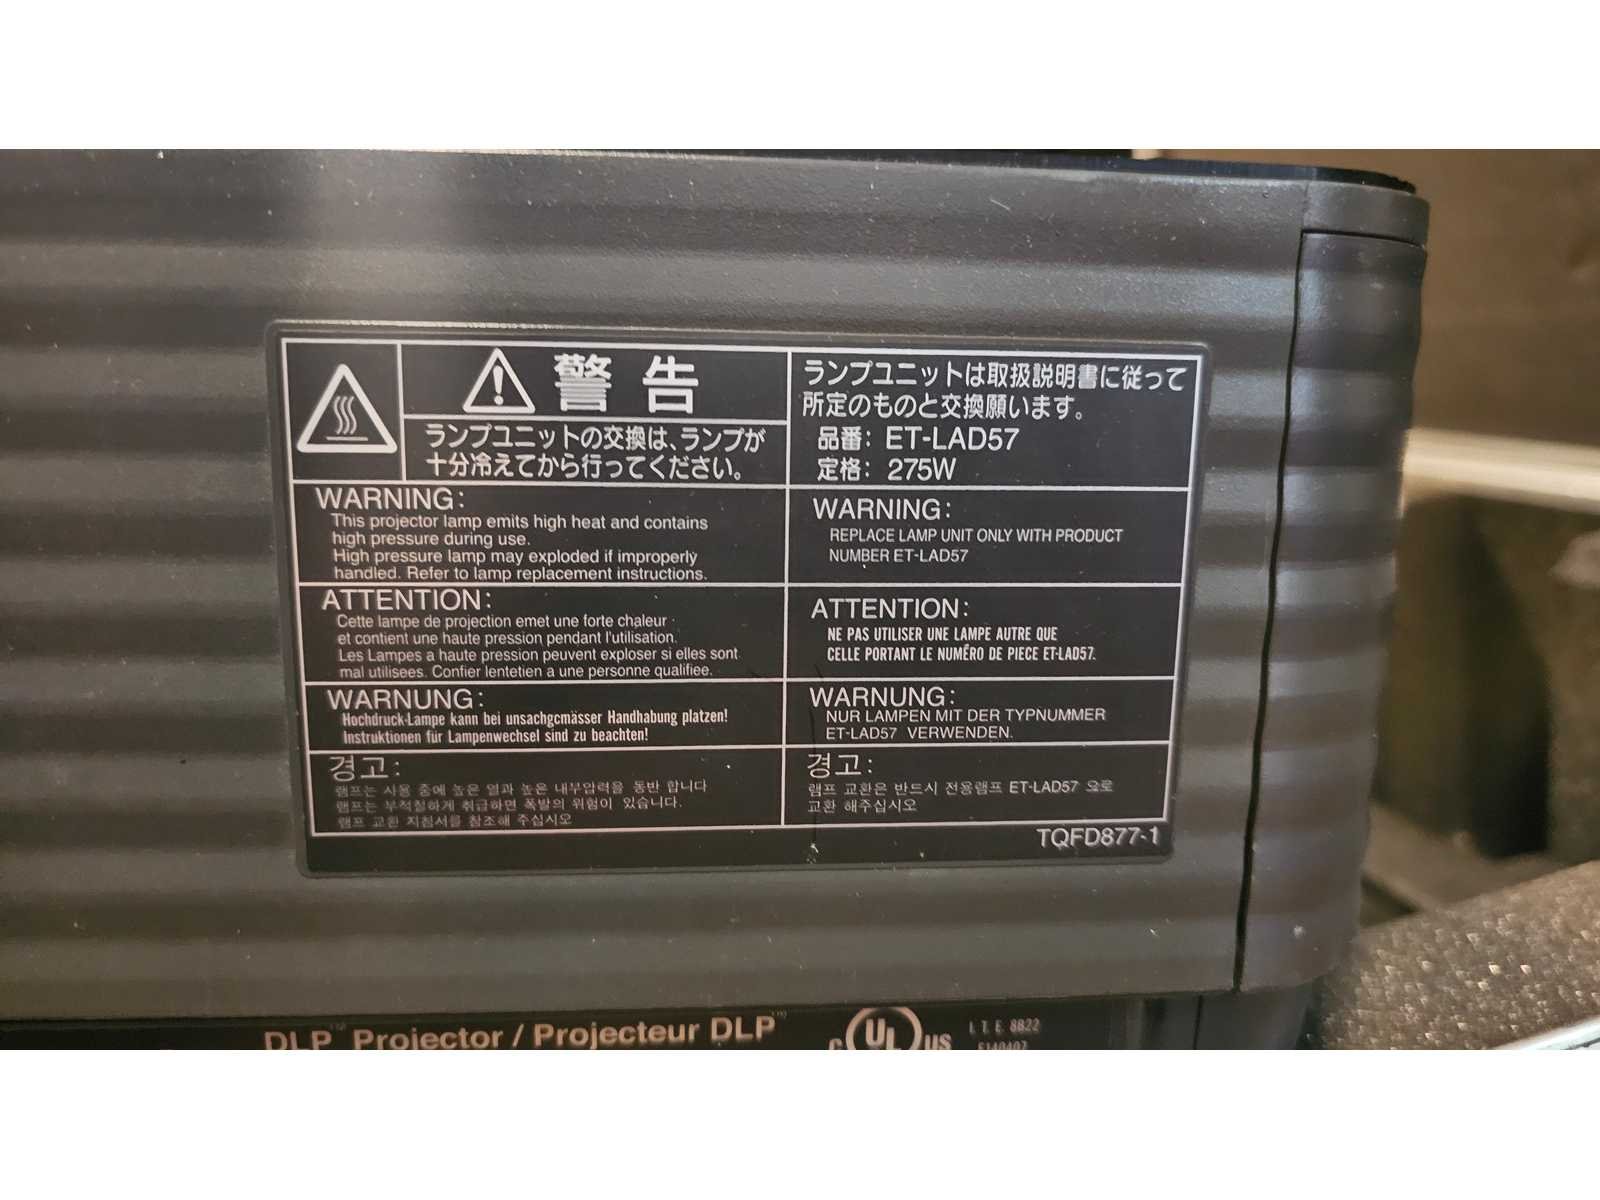 警告
ランプユニットの交換は、ランプが
十分冷えてから行ってください。
ランプユニットは取扱説明書に従って
所定のものと交換願います。
品番: ET-LAD57
定格: 275W
WARNING:
This projector lamp emits high heat and contains
high pressure during use.
High pressure lamp may exploded if improperly
handled. Refer to lamp replacement instructions.
WARNING:
REPLACE LAMP UNIT ONLY WITH PRODUCT
NUMBER ET-LAD57
ATTENTION:
Cette lampe de projection emet une forte chaleur
et contient une haute pression pendant l'utilisation.
Les Lampes a haute pression peuvent exploser si elles sont
mal utilisees. Confier lentetien a une personne qualifiee.
ATTENTION:
NE PAS UTILISER UNE LAMPE AUTRE QUE
CELLE PORTANT LE NUMÉRO DE PIECE ET-LAD57.
WARNUNG:
Hochdruck-Lampe kann bei unsachgcmässer Handhabung platzen!
Instruktionen für Lampenwechsel sind zu beachten!
WARNUNG:
NUR LAMPEN MIT DER TYPNUMMER
ET-LAD57 VERWENDEN.
경고:
램프는 사용 중에 높은 열과 높은 내부압력을 동반 합니다
램프는 부적절하게 취급하면 폭발의 위험이 있습니다.
램프 교환 지침서를 참조해 주십시오
경고:
램프 교환은 반드시 전용램프 ET-LAD57 으로
교환 해주십시오
TQFD877-1
DLP™ Projector / Projecteur DLP™
c UL us
I.T.E. 8B22
E140407